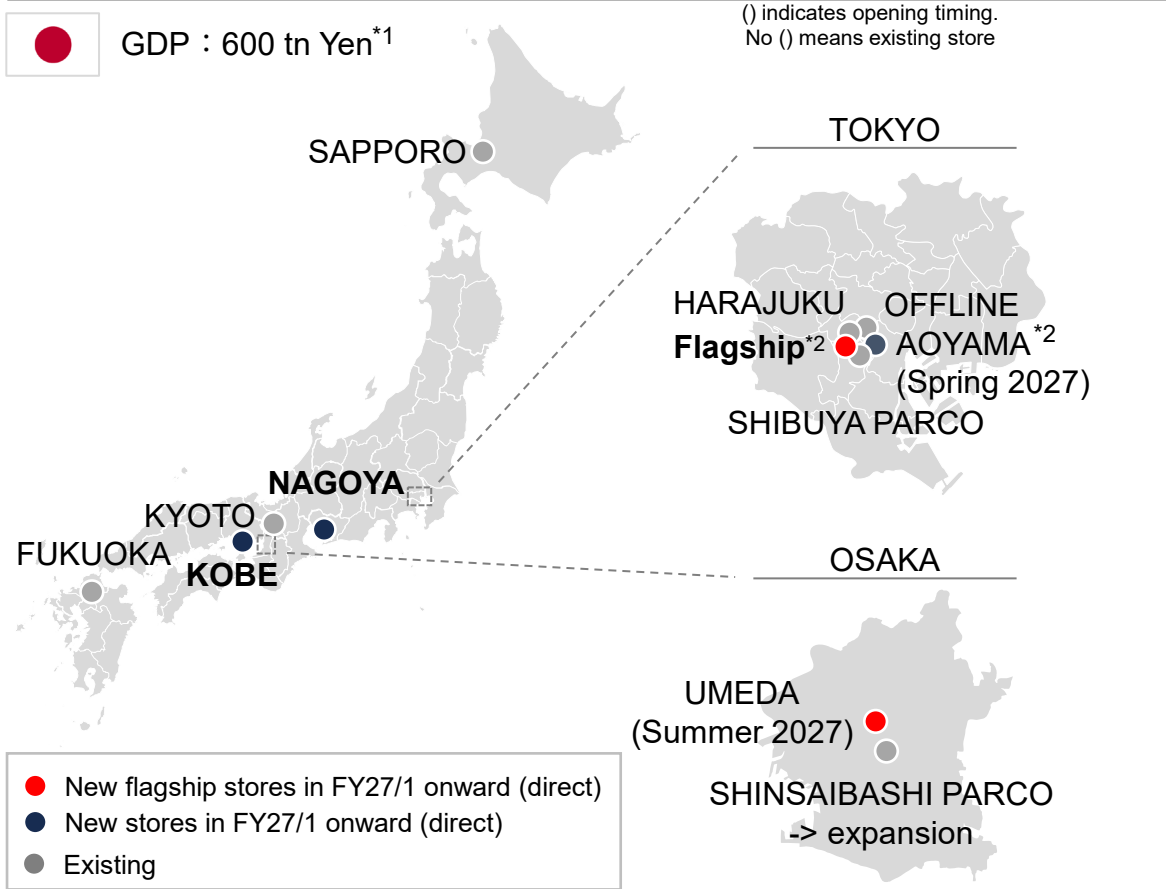 () indicates opening timing.
No () means existing store
GDP：600 tn Yen*1
SAPPORO
TOKYO
HARAJUKU
OFFLINE
Flagship*2
AOYAMA*2
(Spring 2027)
SHIBUYA PARCO
NAGOYA
KYOTO
FUKUOKA
KOBE
OSAKA
UMEDA
(Summer 2027)
SHINSAIBASHI PARCO
-> expansion
New flagship stores in FY27/1 onward (direct)
New stores in FY27/1 onward (direct)
Existing